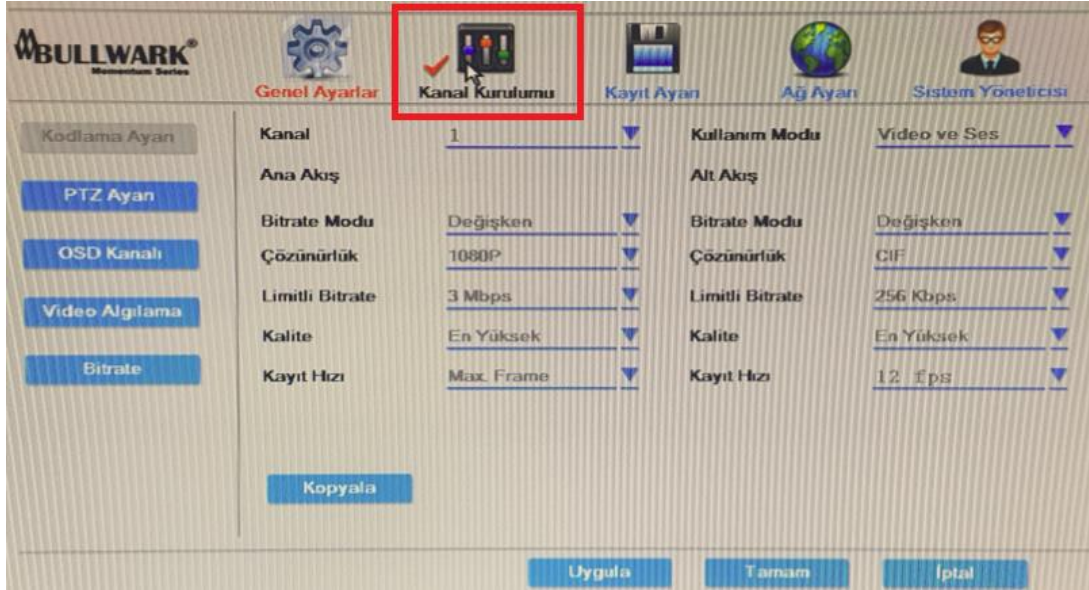 BULLWARK®
Momentum Series
Genel Ayarlar
Kanal Kurulumu
Kayıt Ayarı
Ağ Ayarı
Sistem Yöneticisi
Kodlama Ayarı
PTZ Ayarı
OSD Kanalı
Video Algılama
Bitrate
Kanal 1 Kullanım Modu Video ve Ses
Ana Akış Alt Akış
Bitrate Modu Değişken Bitrate Modu Değişken
Çözünürlük 1080P Çözünürlük CIF
Limitli Bitrate 3 Mbps Limitli Bitrate 256 Kbps
Kalite En Yüksek Kalite En Yüksek
Kayıt Hızı Max. Frame Kayıt Hızı 12 fps
Kopyala
Uygula Tamam İptal